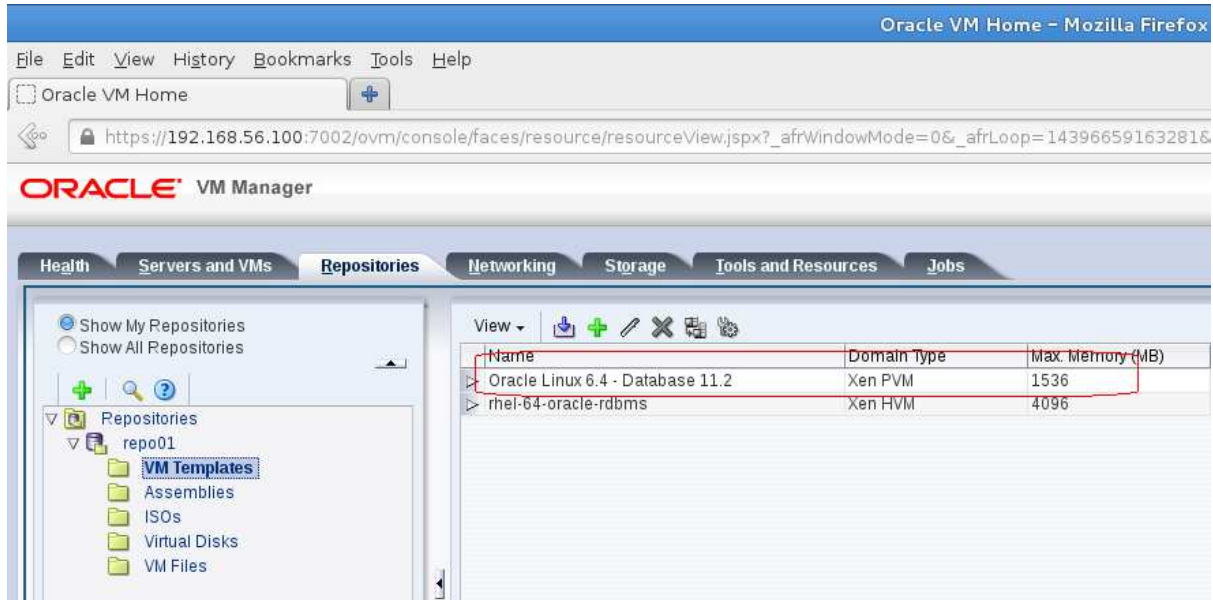 Oracle VM Home - Mozilla Firefox
File Edit View History Bookmarks Tools Help
Oracle VM Home
https://192.168.56.100:7002/ovm/console/faces/resource/resourceView.jspx?_afrWindowMode=0&_afrLoop=14396659163281&
ORACLE VM Manager
Health Servers and VMs Repositories Networking Storage Tools and Resources Jobs
Show My Repositories
Show All Repositories
Repositories
repo01
VM Templates
Assemblies
ISOs
Virtual Disks
VM Files
View
Name Domain Type Max. Memory (MB)
Oracle Linux 6.4 - Database 11.2 Xen PVM 1536
rhel-64-oracle-rdbms Xen HVM 4096